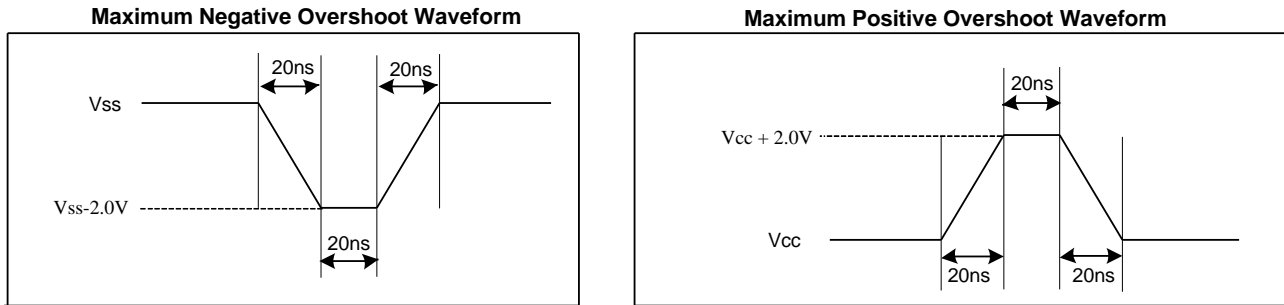 Maximum Negative Overshoot Waveform
20ns
20ns
Vss
Vss-2.0V
20ns
Maximum Positive Overshoot Waveform
20ns
Vcc + 2.0V
Vcc
20ns
20ns